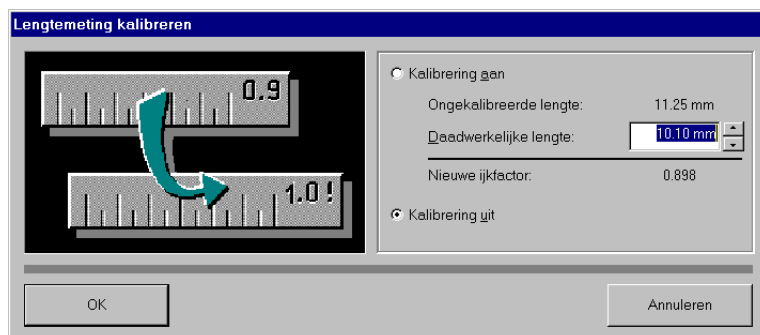 Lengtemeting kalibreren
0.9
1.0!
Kalibrering aan
Ongekalibreerde lengte: 11.25 mm
Daadwerkelijke lengte: 10.10 mm
Nieuwe ijkfactor: 0.898
Kalibrering uit
OK
Annuleren